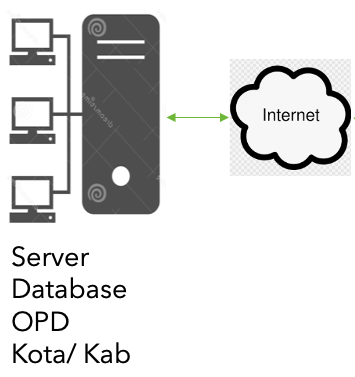 Internet
Server
Database
OPD
Kota/ Kab